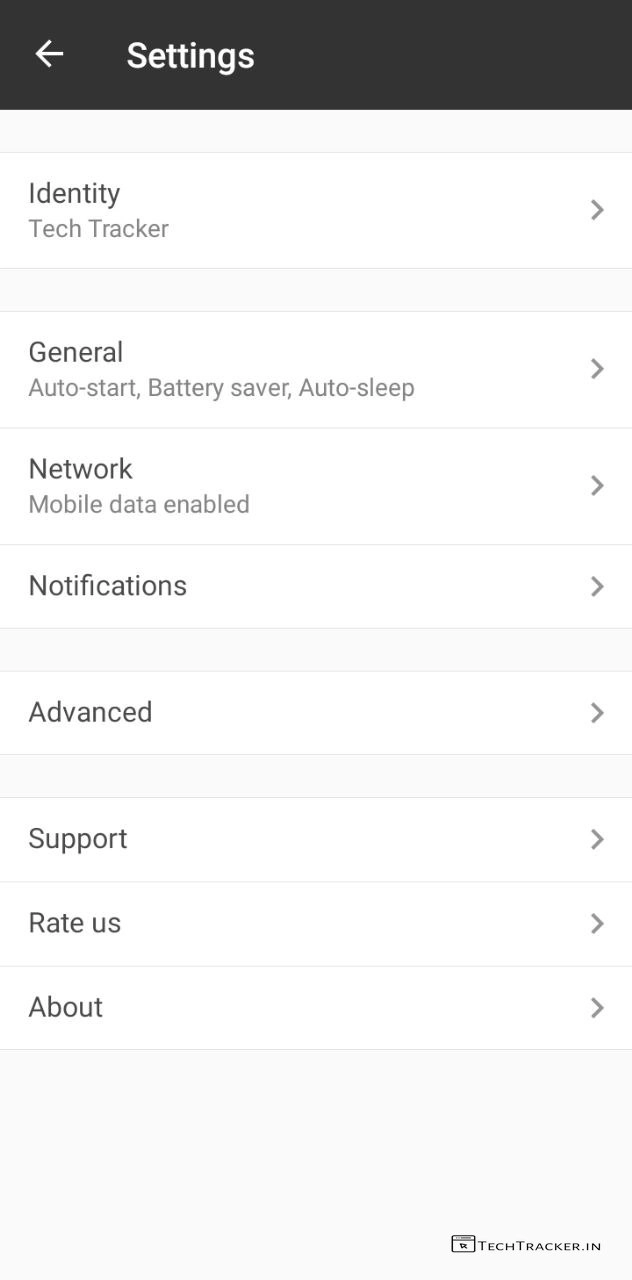 Settings
Identity
Tech Tracker
General
Auto-start, Battery saver, Auto-sleep
Network
Mobile data enabled
Notifications
Advanced
Support
Rate us
About
TECHTRACKER.IN